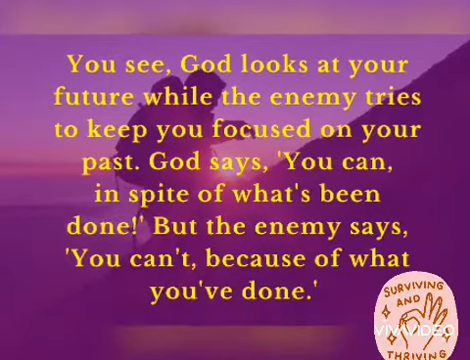 You see, God looks at your
future while the enemy tries
to keep you focused on your
past. God says, 'You can,
in spite of what's been
done!' But the enemy says,
'You can't, because of what
you've done.'
SURVIVING
AND
VIVAVIDEO
THRIVING